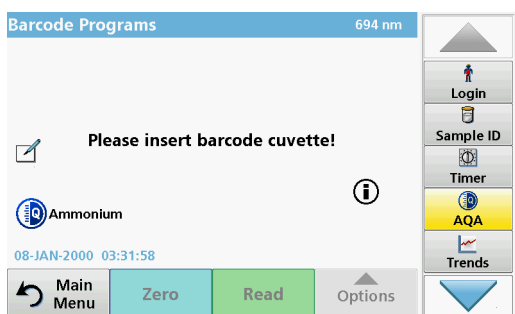 Barcode Programs 694 nm
Please insert barcode cuvette!
Ammonium
08-JAN-2000 03:31:58
Main Menu
Zero
Read
Options
Login
Sample ID
Timer
AQA
Trends